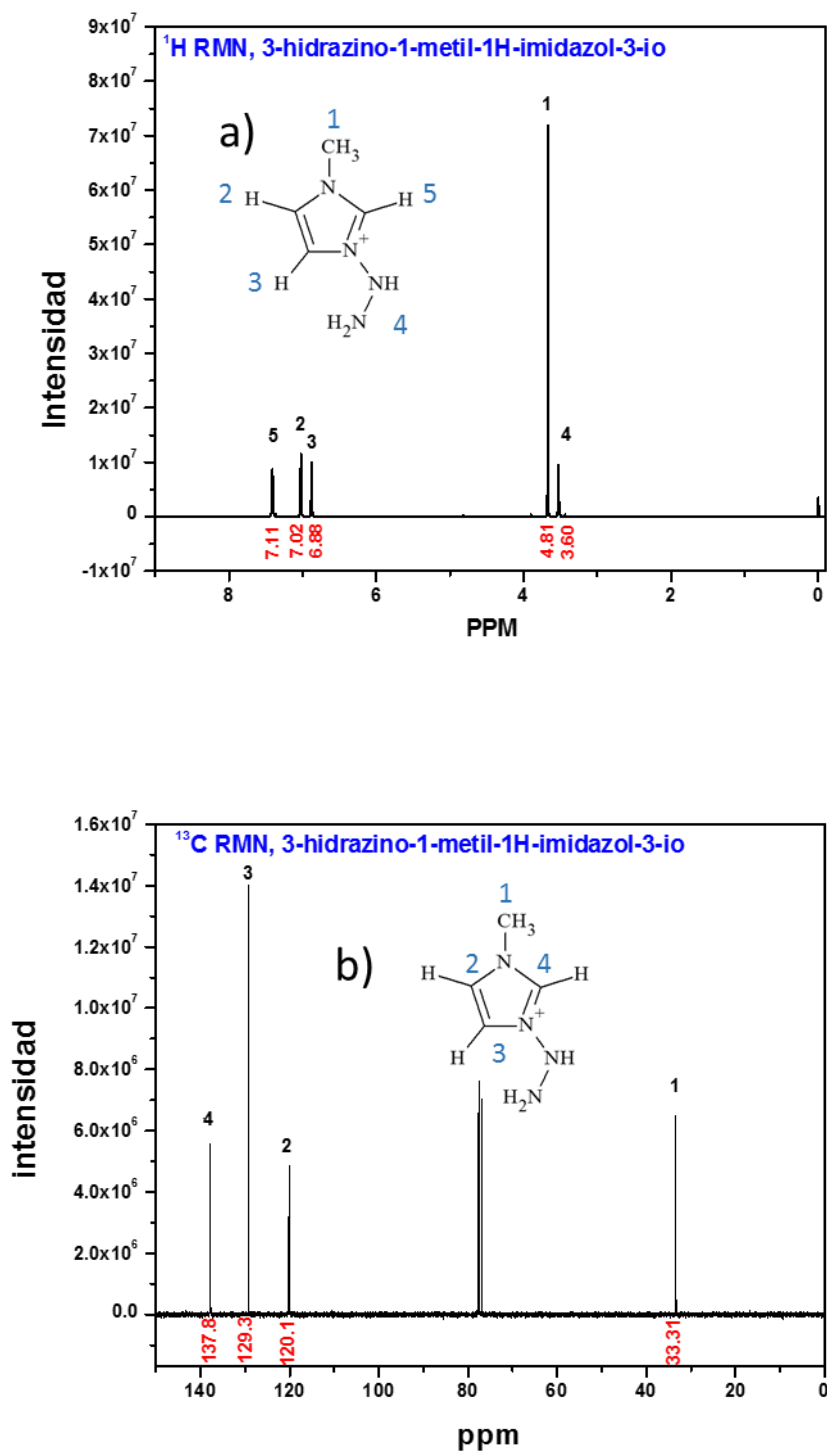 ¹H RMN, 3-hidrazino-1-metil-1H-imidazol-3-io
a)
1
CH₃
N
2 H
H 5
N⁺
3 H
NH
H₂N 4
1
5
2
3
4
9x10⁷
8x10⁷
7x10⁷
6x10⁷
5x10⁷
4x10⁷
3x10⁷
2x10⁷
1x10⁷
0
-1x10⁷
Intensidad
7.11
7.02
6.88
4.81
3.60
8 6 4 2 0
PPM
¹³C RMN, 3-hidrazino-1-metil-1H-imidazol-3-io
b)
1
CH₃
N
H 2
4 H
N⁺
H 3
NH
H₂N
3
4
2
1
1.6x10⁷
1.4x10⁷
1.2x10⁷
1.0x10⁷
8.0x10⁶
6.0x10⁶
4.0x10⁶
2.0x10⁶
0.0
intensidad
137.8
129.3
120.1
33.31
140 120 100 80 60 40 20 0
ppm